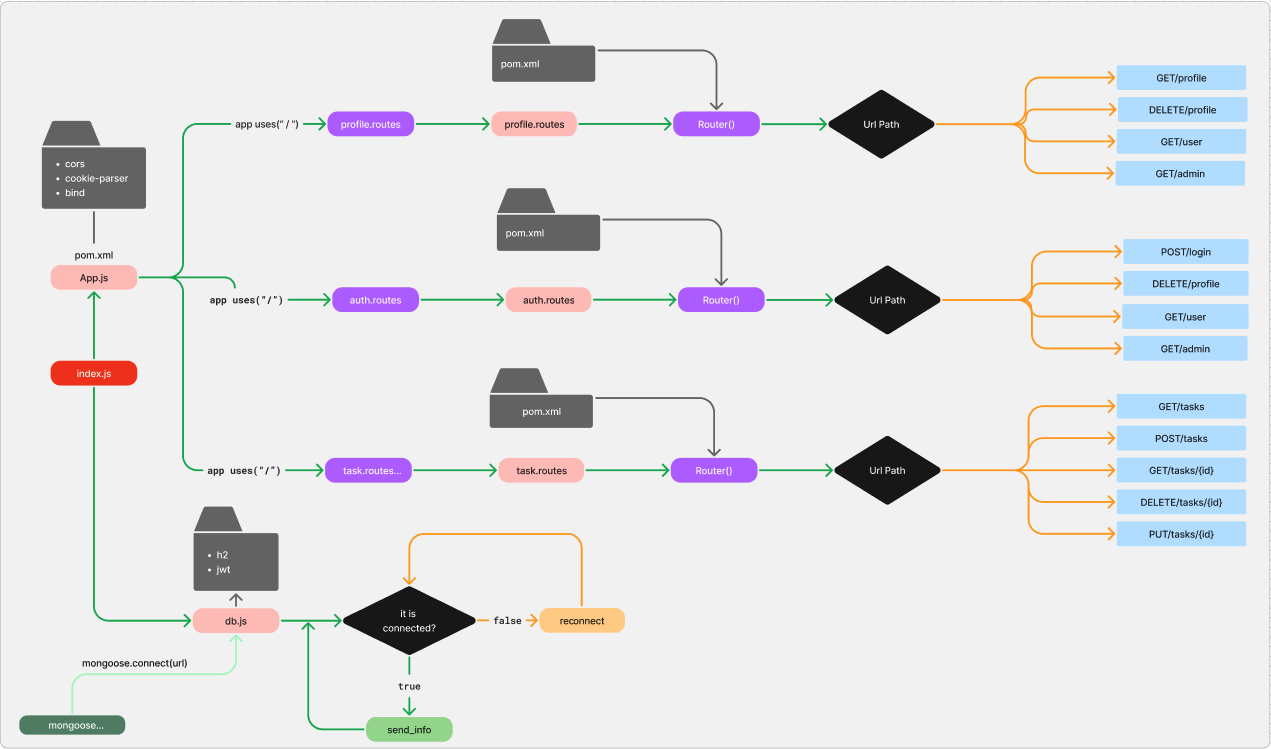 pom.xml
app uses("/")
profile.routes
profile.routes
Router()
Url Path
GET/profile
DELETE/profile
GET/user
GET/admin
cors
cookie-parser
bind
pom.xml
App.js
pom.xml
app uses("/")
auth.routes
auth.routes
Router()
Url Path
POST/login
DELETE/profile
GET/user
GET/admin
index.js
pom.xml
app uses("/")
task.routes...
task.routes
Router()
Url Path
GET/tasks
POST/tasks
GET/tasks/{id}
DELETE/tasks/{id}
PUT/tasks/{id}
h2
jwt
db.js
it is
connected?
false
reconnect
mongoose.connect(url)
true
mongoose...
send_info